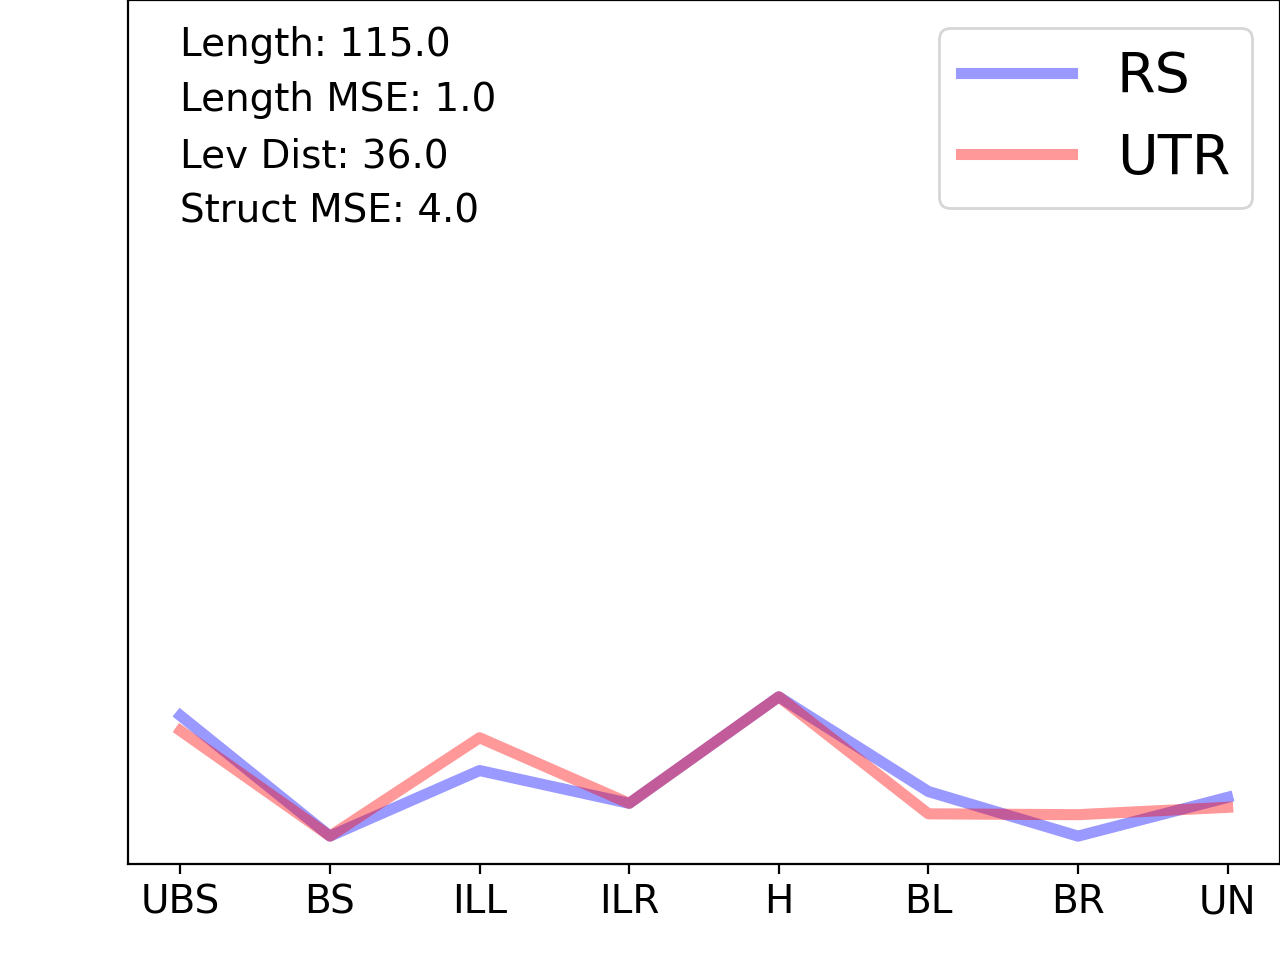 Length: 115.0
Length MSE: 1.0
Lev Dist: 36.0
Struct MSE: 4.0
RS
UTR
UBS BS ILL ILR H BL BR UN